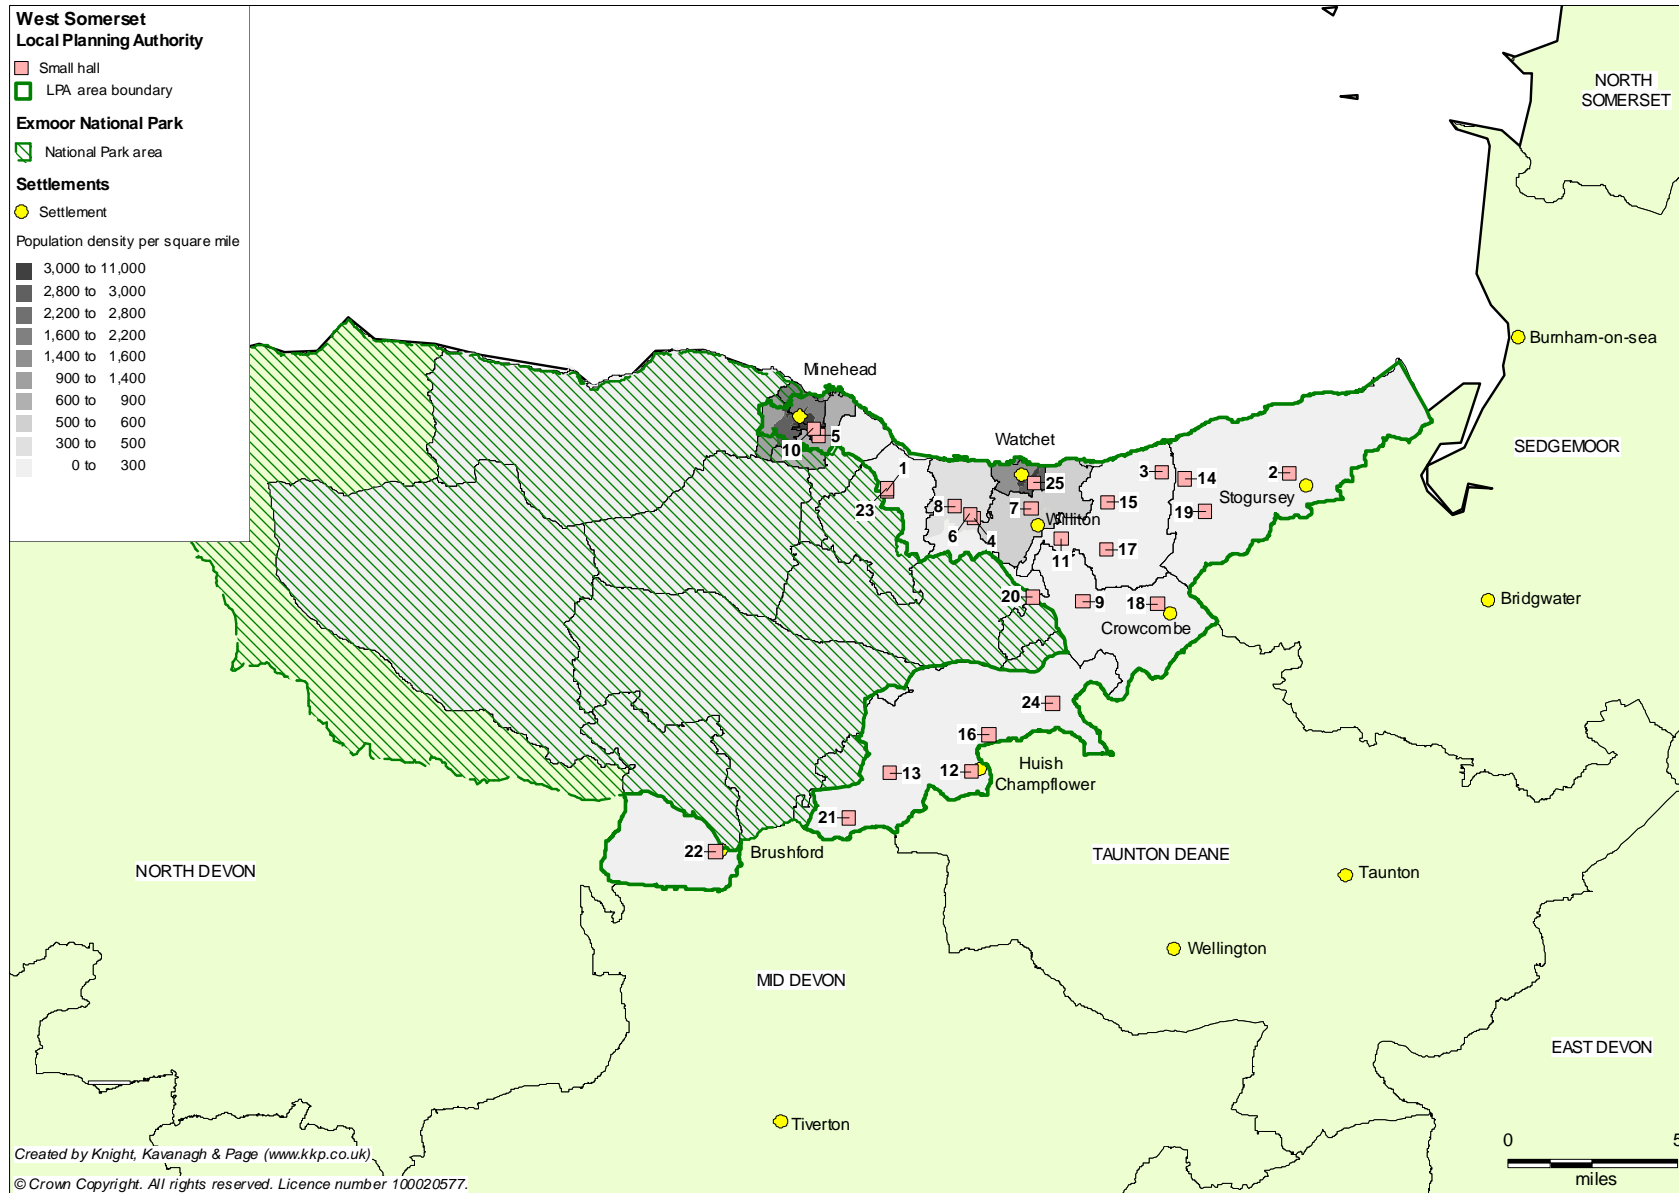 West Somerset
Local Planning Authority
Small hall
LPA area boundary
Exmoor National Park
National Park area
Settlements
Settlement
Population density per square mile
3,000 to 11,000
2,800 to 3,000
2,200 to 2,800
1,600 to 2,200
1,400 to 1,600
900 to 1,400
600 to 900
500 to 600
300 to 500
0 to 300
NORTH
SOMERSET
Burnham-on-sea
Minehead
5
10
Watchet
SEDGEMOOR
1
3
2
14
25
Stogursey
23
8
7
15
19
Williton
6
4
17
11
20
9
18
Bridgwater
Crowcombe
24
16
Huish
Champflower
13
12
21
22
Brushford
TAUNTON DEANE
NORTH DEVON
Taunton
Wellington
MID DEVON
EAST DEVON
Tiverton
0
5
miles
Created by Knight, Kavanagh & Page (www.kkp.co.uk)
© Crown Copyright. All rights reserved. Licence number 100020577.